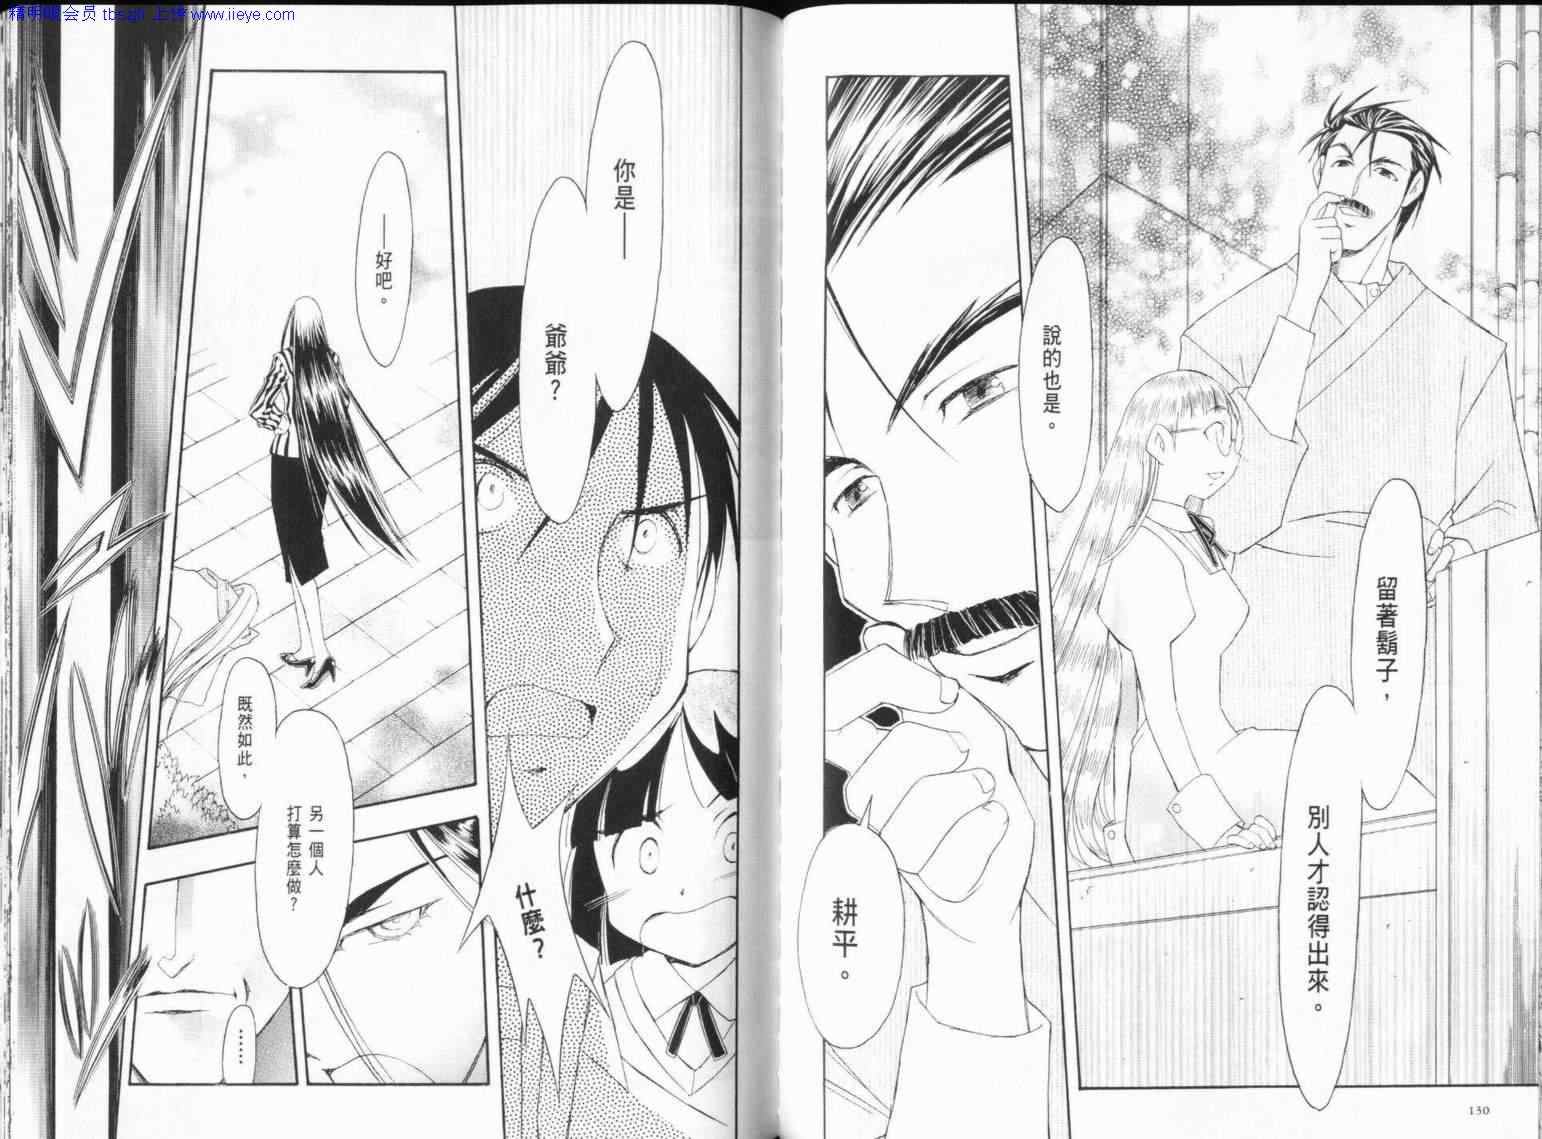 精明眼会员 tbsgtr 上传 www.iieye.com
留著鬍子，
別人才認得出來。
說的也是。
耕平。
130
你是——
爺爺？
什麼？
——好吧。
既然如此，
另一個人
打算怎麼做？
……